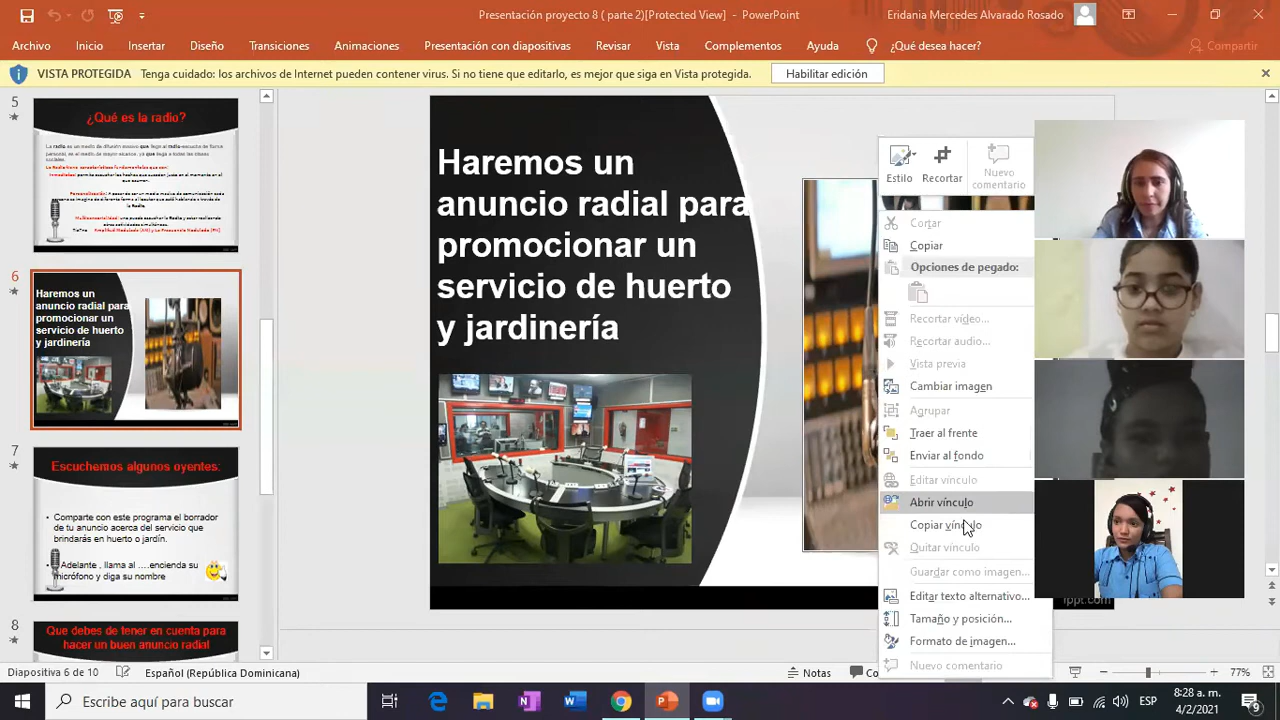 Presentación proyecto 8 ( parte 2)[Protected View] - PowerPoint
Eridania Mercedes Alvarado Rosado
Archivo Inicio Insertar Diseño Transiciones Animaciones Presentación con diapositivas Revisar Vista Complementos Ayuda ¿Qué desea hacer? Compartir
VISTA PROTEGIDA Tenga cuidado: los archivos de Internet pueden contener virus. Si no tiene que editarlo, es mejor que siga en Vista protegida. Habilitar edición
5
¿Qué es la radio?
6
Haremos un
anuncio radial para
promocionar un
servicio de huerto
y jardinería
7
Escuchemos algunos oyentes:
• Comparte con este programa el borrador
de tu anuncio acerca del servicio que
brindarás en huerto o jardín.
Adelante , llama al ….encienda su
micrófono y diga su nombre
8
Que debes de tener en cuenta para
hacer un buen anuncio radial
Haremos un
anuncio radial para
promocionar un
servicio de huerto
y jardinería
fppt.com
Estilo Recortar Nuevo
comentario
Cortar
Copiar
Opciones de pegado:
Recortar vídeo...
Recortar audio...
Vista previa
Cambiar imagen
Agrupar
Traer al frente
Enviar al fondo
Editar vínculo
Abrir vínculo
Copiar vínculo
Quitar vínculo
Guardar como imagen...
Editar texto alternativo...
Tamaño y posición...
Formato de imagen...
Nuevo comentario
Diapositiva 6 de 10 Español (República Dominicana) Notas Co 77%
Escribe aquí para buscar
ESP
8:28 a. m.
4/2/2021
9